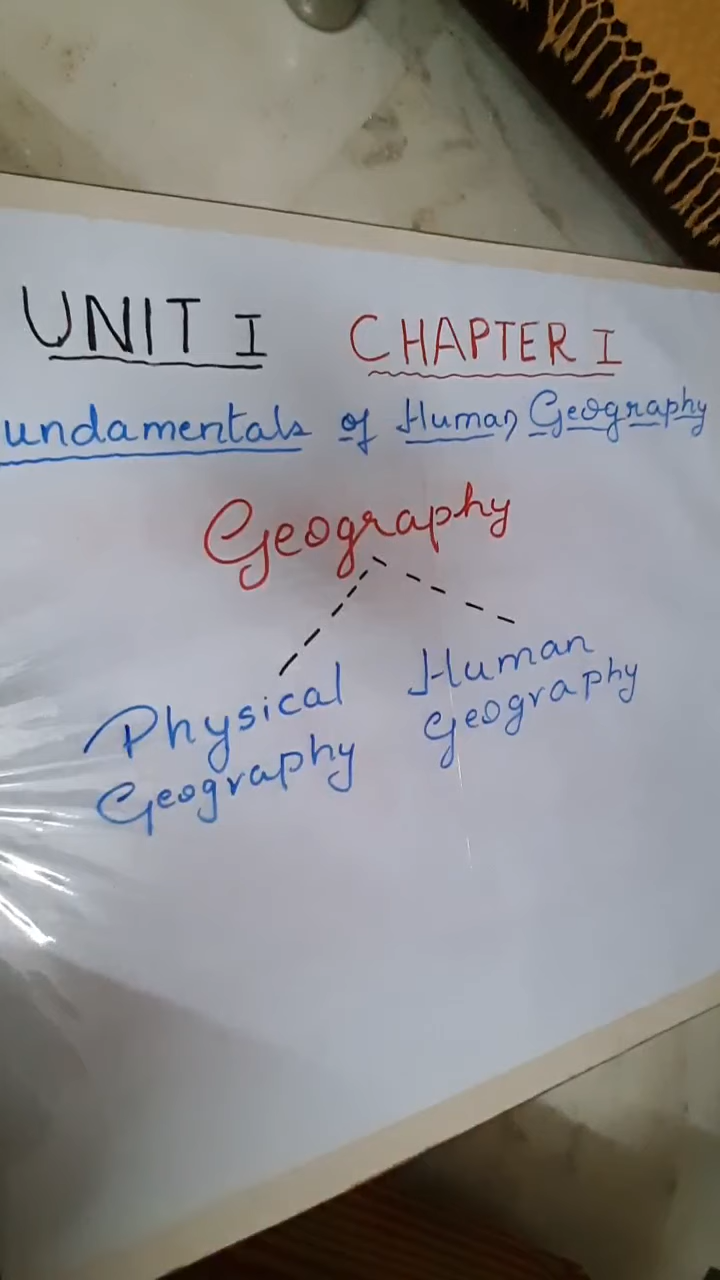 UNIT I CHAPTER I
undamentals of Human Geography
Geography
Physical Geography
Human Geography